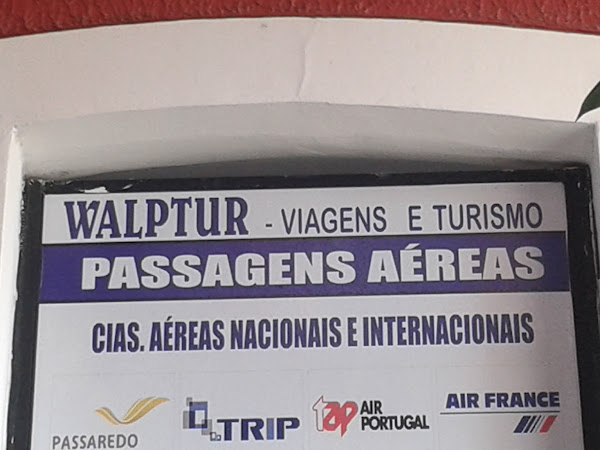 WALPTUR - VIAGENS E TURISMO
PASSAGENS AÉREAS
CIAS. AÉREAS NACIONAIS E INTERNACIONAIS
PASSAREDO
TRIP
TAP AIR PORTUGAL
AIR FRANCE